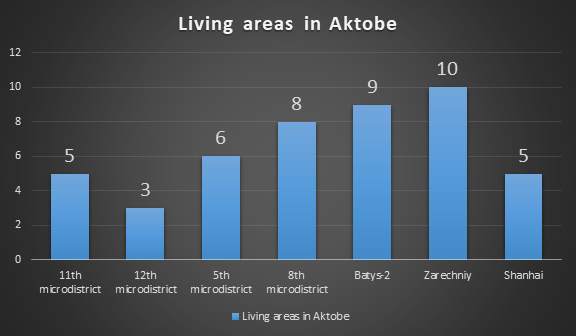 Living areas in Aktobe
12
10
8
6
4
2
0
5
3
6
8
9
10
5
11th
microdistrict
12th
microdistrict
5th
microdistrict
8th
microdistrict
Batys-2
Zarechniy
Shanhai
Living areas in Aktobe